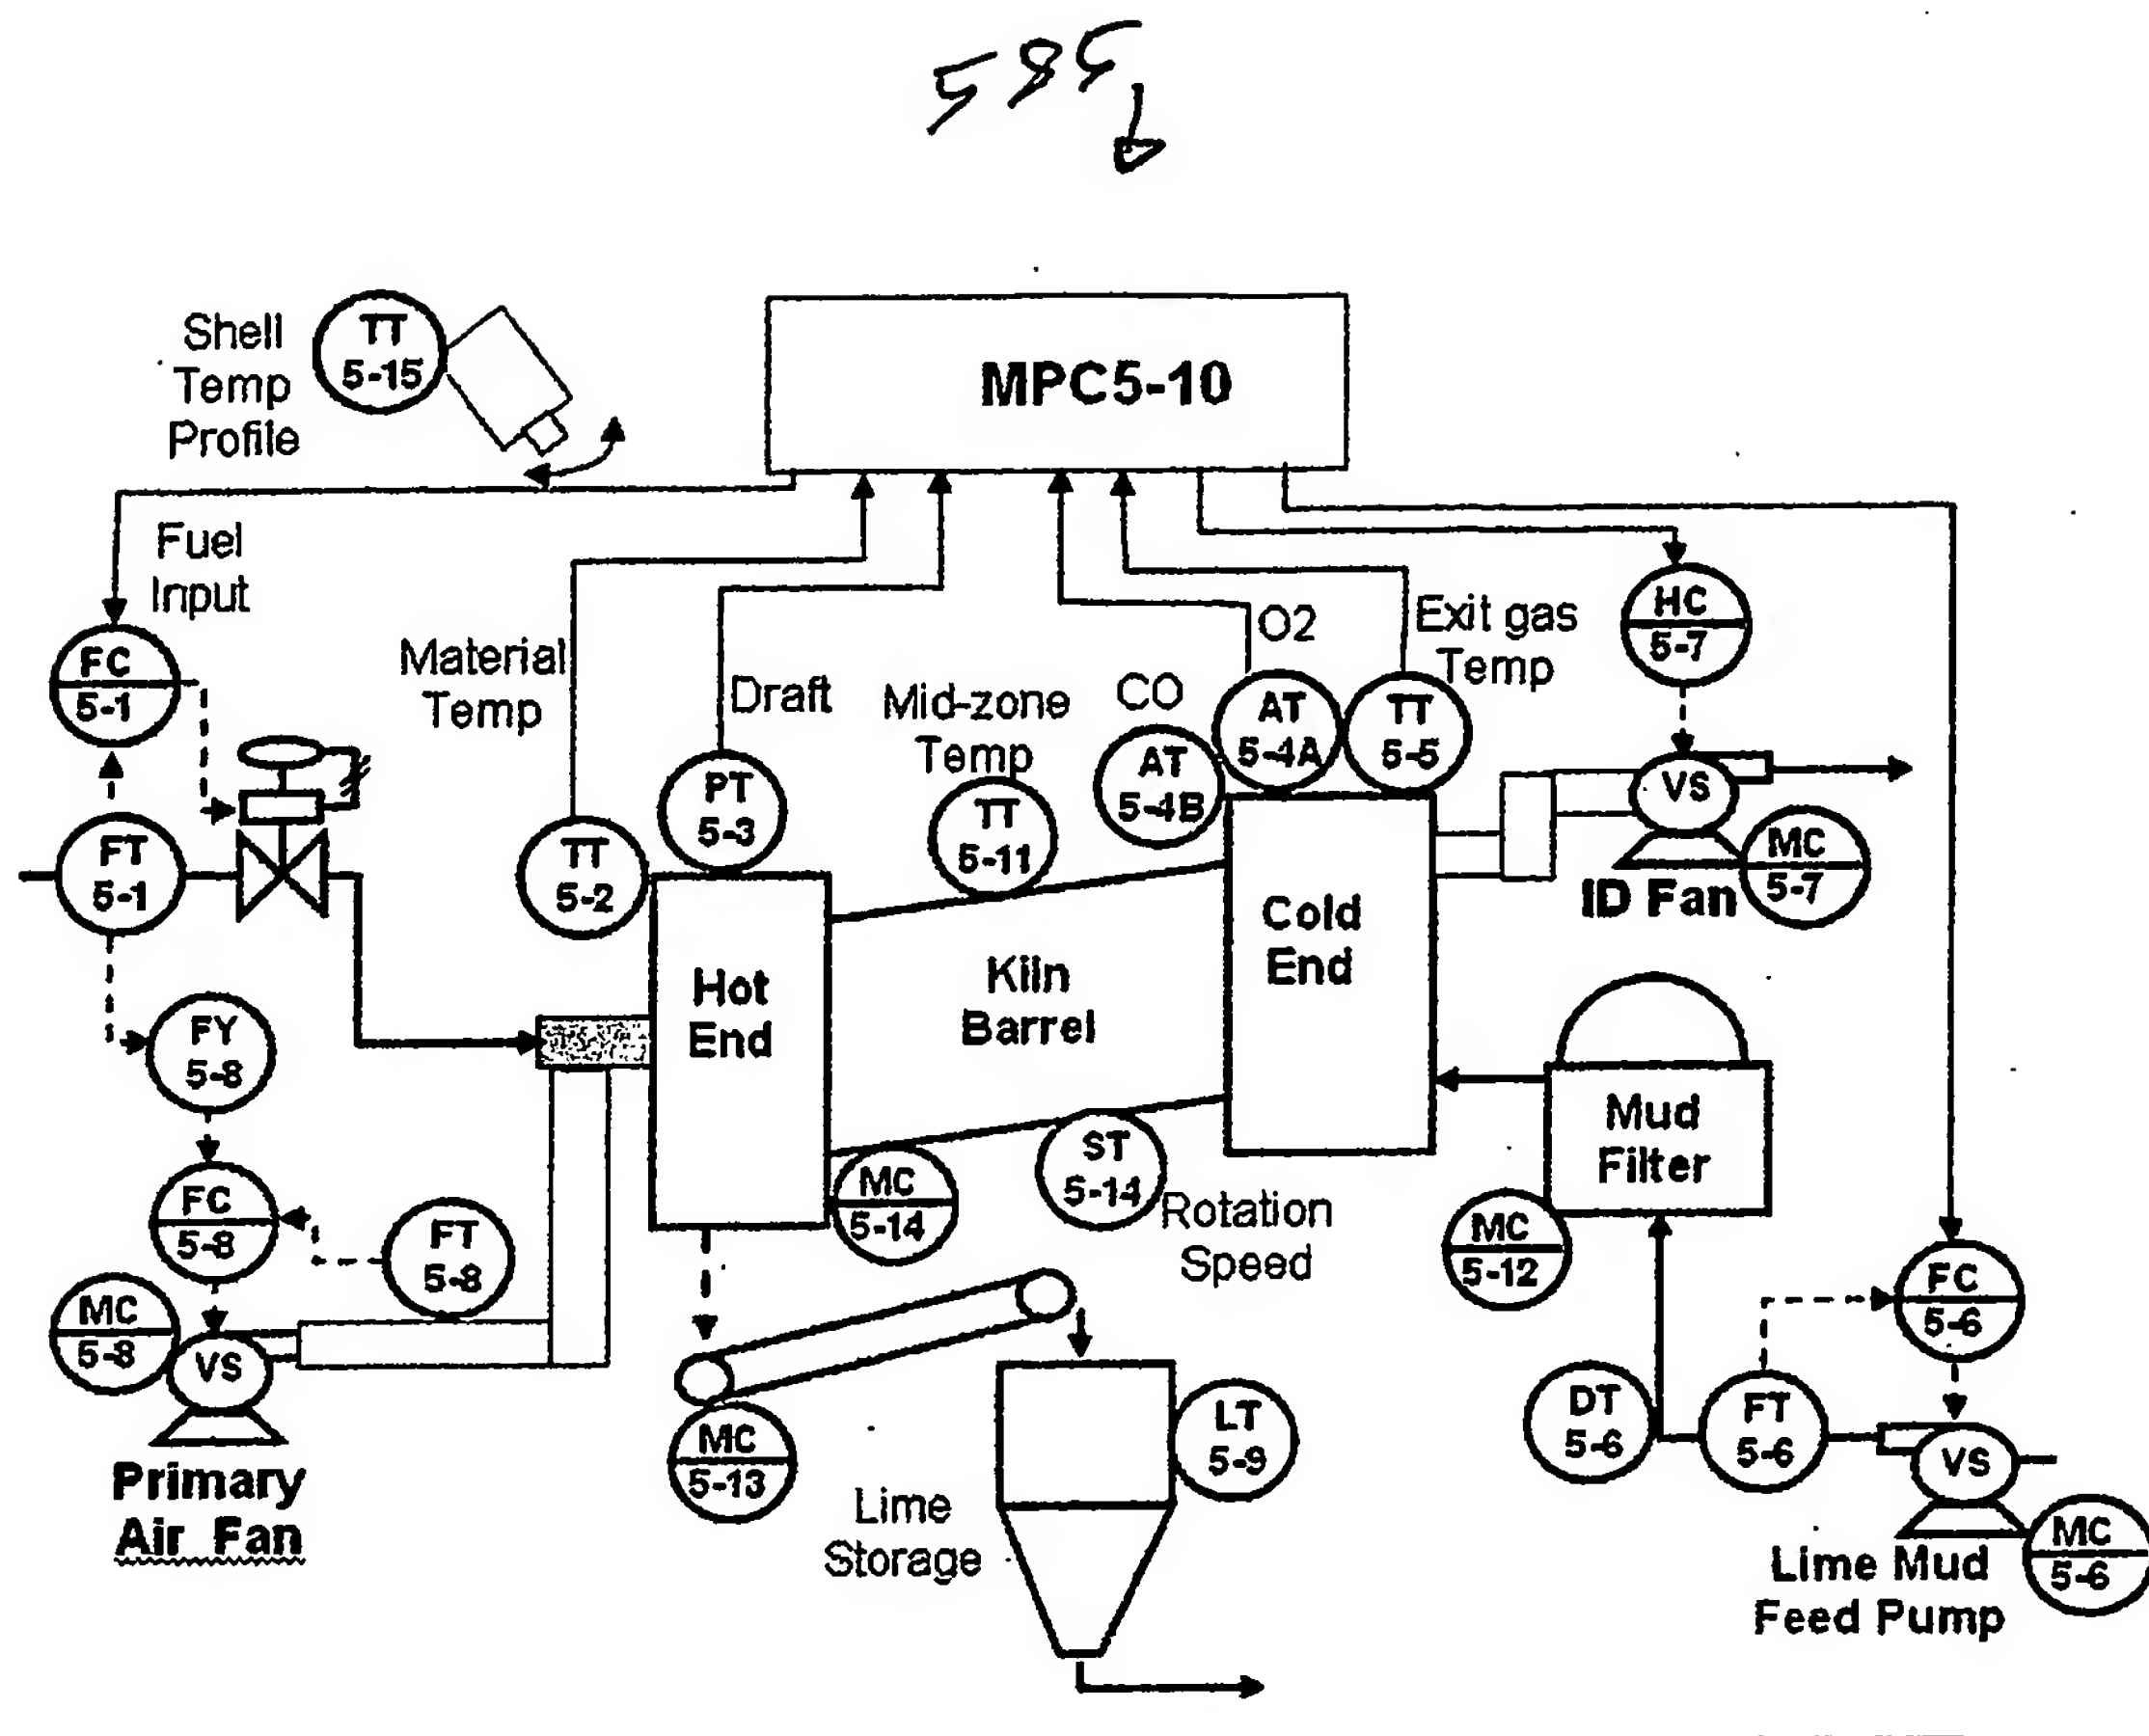 Shell
Temp
Profile
TT
5-15
MPC5-10
Fuel
Input
FC
5-1
FT
5-1
Material
Temp
TT
5-2
Draft
PT
5-3
Mid-zone
Temp
TT
5-11
CO
AT
5-4B
O2
AT
5-4A
Exit gas
Temp
TT
5-5
HC
5-7
VS
MC
5-7
ID Fan
FY
5-8
FC
5-8
FT
5-8
MC
5-8
VS
Primary
Air Fan
Hot
End
Kiln
Barrel
Cold
End
MC
5-14
ST
5-14
Rotation
Speed
Mud
Filter
MC
5-12
FC
5-6
DT
5-6
FT
5-6
VS
MC
5-6
Lime Mud
Feed Pump
MC
5-13
Lime
Storage
LT
5-9